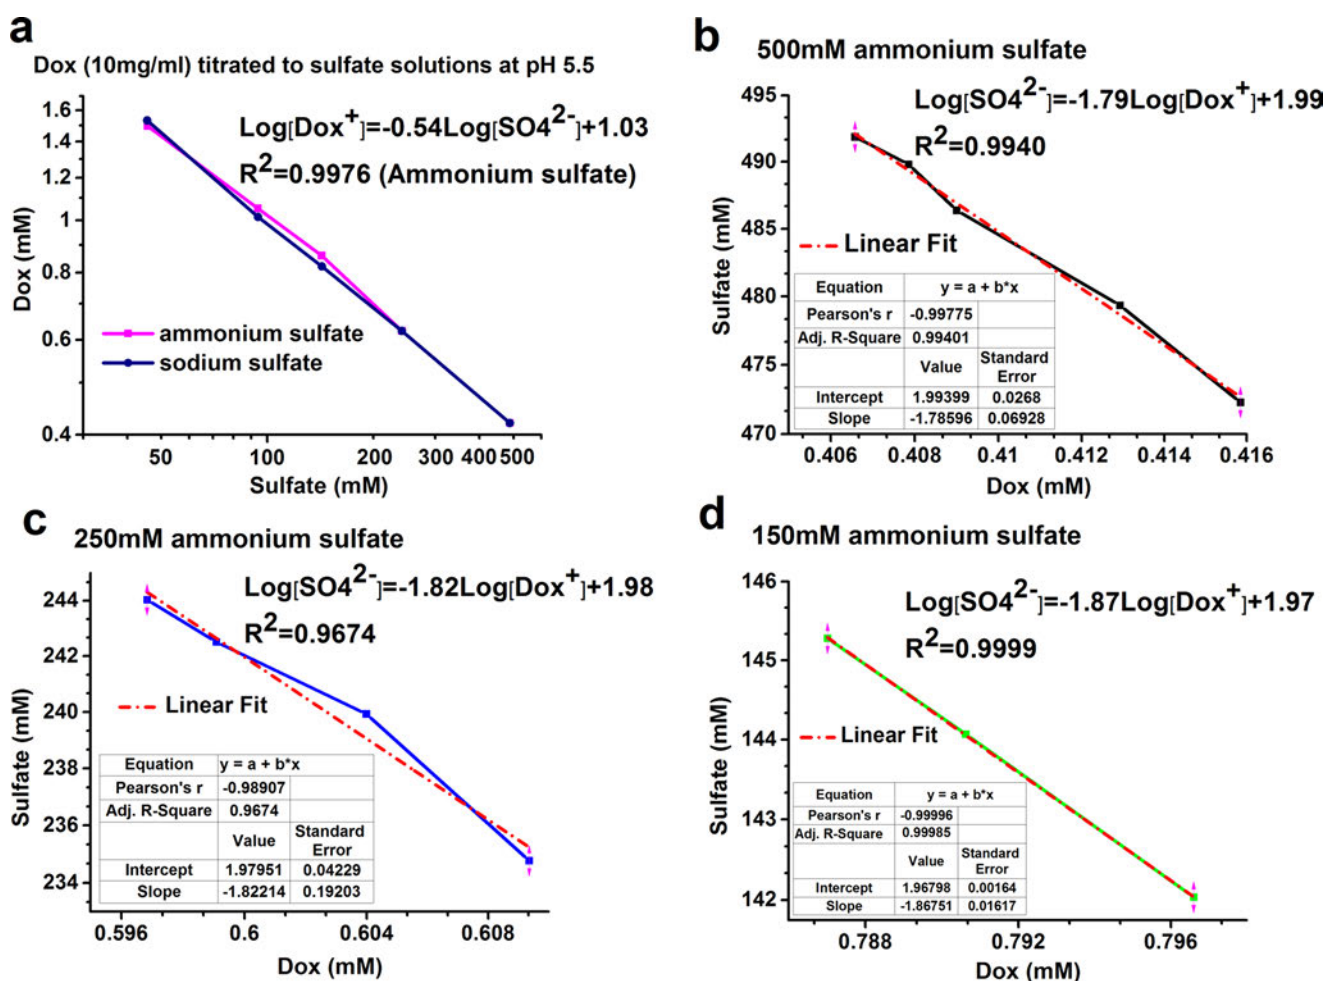 a
Dox (10mg/ml) titrated to sulfate solutions at pH 5.5
Log[Dox+]=-0.54Log[SO4 2-]+1.03
R2=0.9976 (Ammonium sulfate)
1.6
1.4
1.2
1
0.8
0.6
0.4
Dox (mM)
ammonium sulfate
sodium sulfate
50 100 200 300 400 500
Sulfate (mM)
b
500mM ammonium sulfate
Log[SO4 2-]=-1.79Log[Dox+]+1.99
R2=0.9940
495
490
485
480
475
470
Sulfate (mM)
Linear Fit
Equation y = a + b*x
Pearson's r -0.99775
Adj. R-Square 0.99401
Value Standard Error
Intercept 1.99399 0.0268
Slope -1.78596 0.06928
0.406 0.408 0.41 0.412 0.414 0.416
Dox (mM)
c
250mM ammonium sulfate
Log[SO4 2-]=-1.82Log[Dox+]+1.98
R2=0.9674
244
242
240
238
236
234
Sulfate (mM)
Linear Fit
Equation y = a + b*x
Pearson's r -0.98907
Adj. R-Square 0.9674
Value Standard Error
Intercept 1.97951 0.04229
Slope -1.82214 0.19203
0.596 0.6 0.604 0.608
Dox (mM)
d
150mM ammonium sulfate
Log[SO4 2-]=-1.87Log[Dox+]+1.97
R2=0.9999
146
145
144
143
142
Sulfate (mM)
Linear Fit
Equation y = a + b*x
Pearson's r -0.99996
Adj. R-Square 0.99985
Value Standard Error
Intercept 1.96798 0.00164
Slope -1.86751 0.01617
0.788 0.792 0.796
Dox (mM)